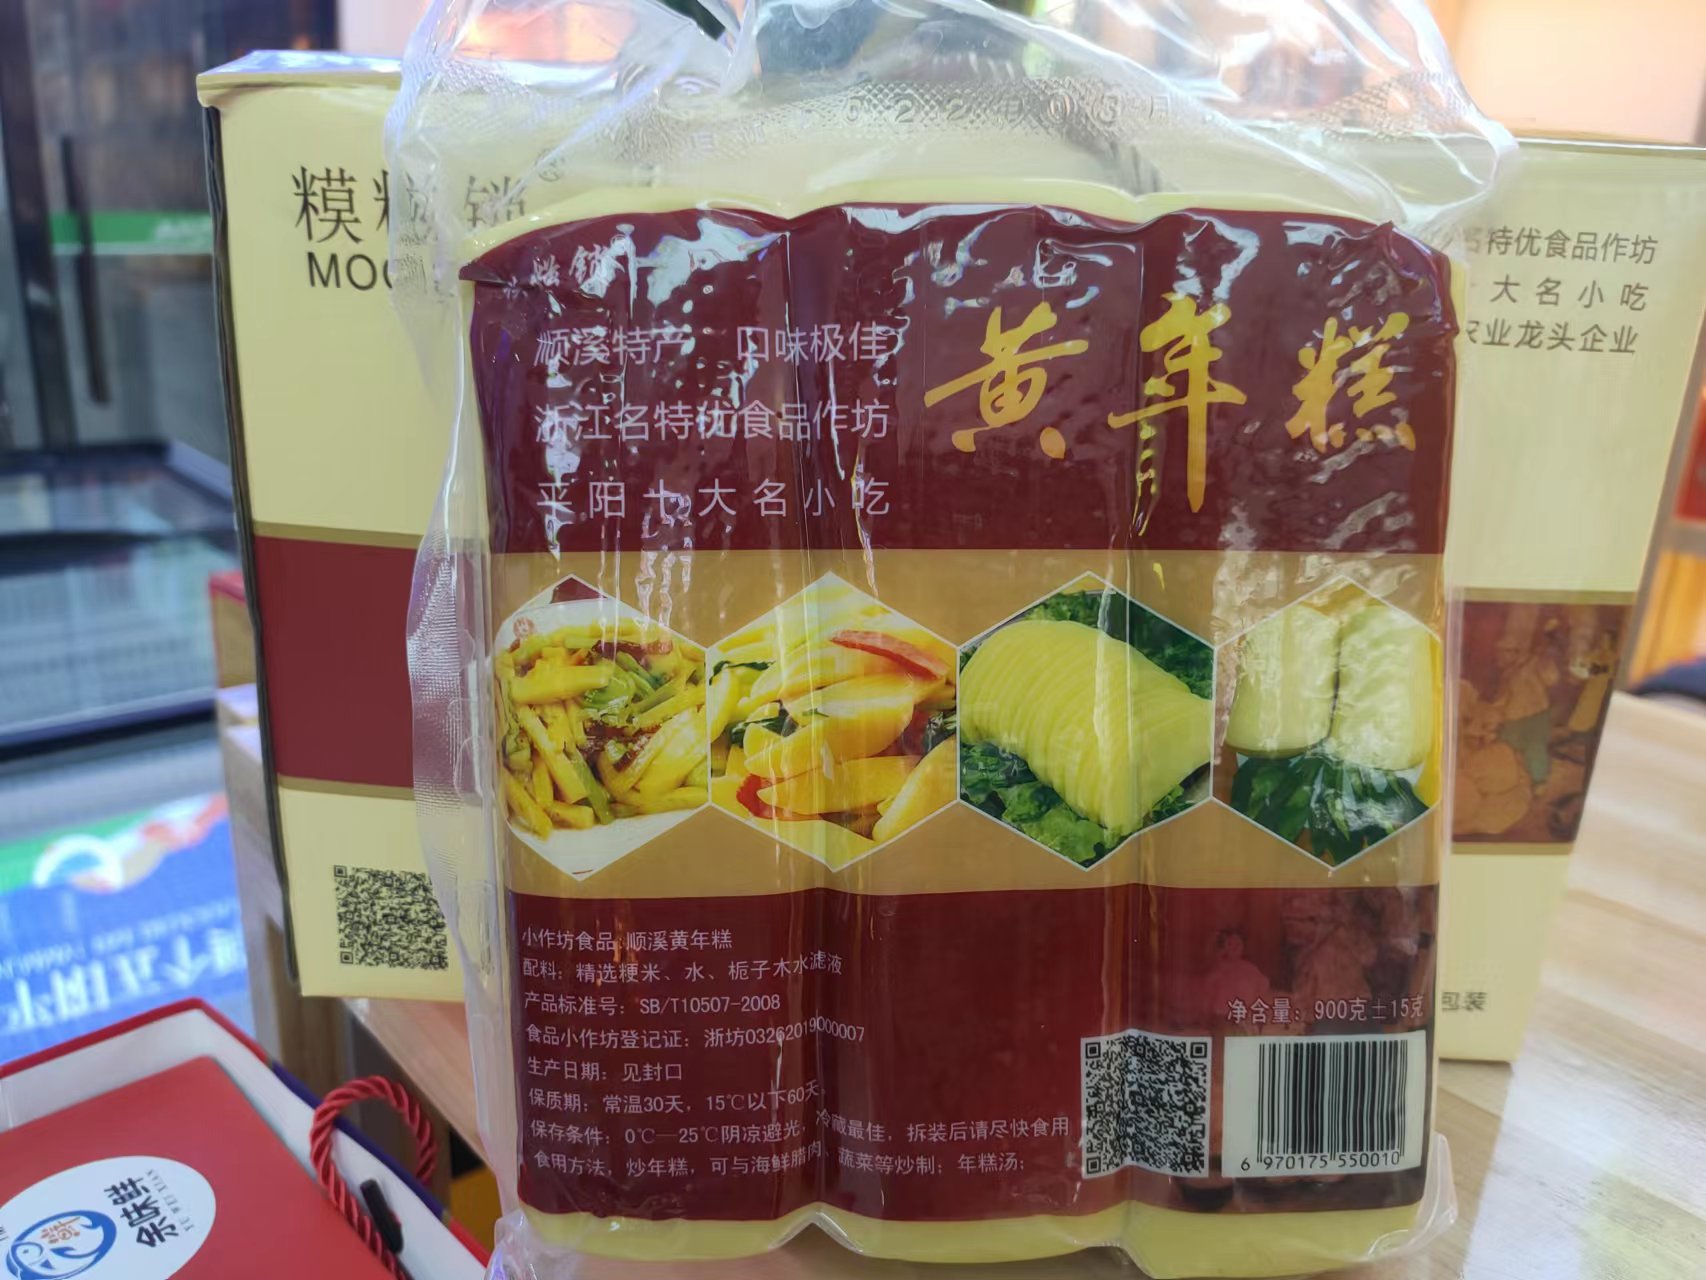 糢糊锁
顺溪特产 口味极佳
浙江名特优食品作坊
平阳十大名小吃
黄年糕
名特优食品作坊
大名小吃
农业龙头企业
小作坊食品:顺溪黄年糕
配料：精选粳米、水、栀子木水滤液
产品标准号：SB/T10507-2008
食品小作坊登记证：浙坊03262019000007
生产日期：见封口
保质期：常温30天，15℃以下60天，
保存条件：0℃—25℃阴凉避光，冷藏最佳，拆装后请尽快食用
食用方法，炒年糕，可与海鲜腊肉、蔬菜等炒制；年糕汤；
净含量：900克±15克
6 970175 550010
包装
余味鲜
YU WEI XIAN